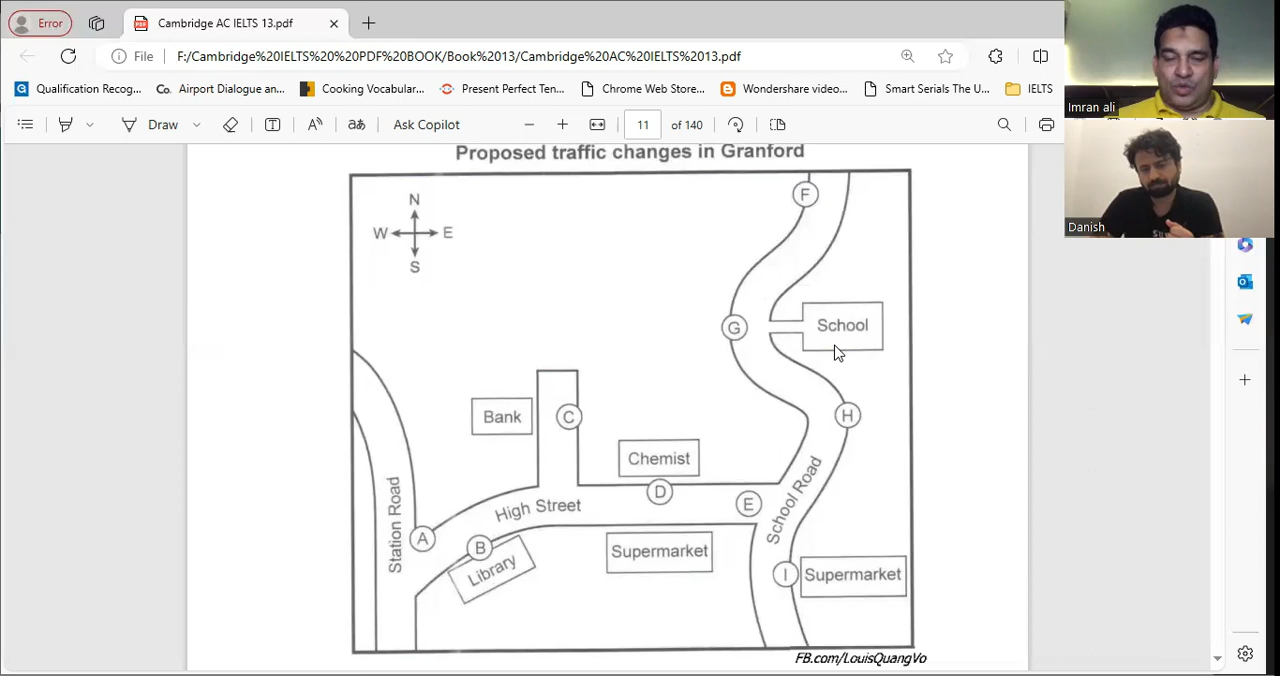 Error
Cambridge AC IELTS 13.pdf
File
F:/Cambridge%20IELTS%20%20PDF%20BOOK/Book%2013/Cambridge%20AC%20IELTS%2013.pdf
Qualification Recog...
Co. Airport Dialogue an...
Cooking Vocabular...
Present Perfect Ten...
Chrome Web Store...
Wondershare video...
Smart Serials The U...
IELTS
Draw
Ask Copilot
11 of 140
Imran ali
Danish
Proposed traffic changes in Granford
N
W E
S
F
G
School
H
Bank
C
Chemist
D
E
High Street
Station Road
School Road
A
B
Library
Supermarket
I
Supermarket
FB.com/LouisQuangVo